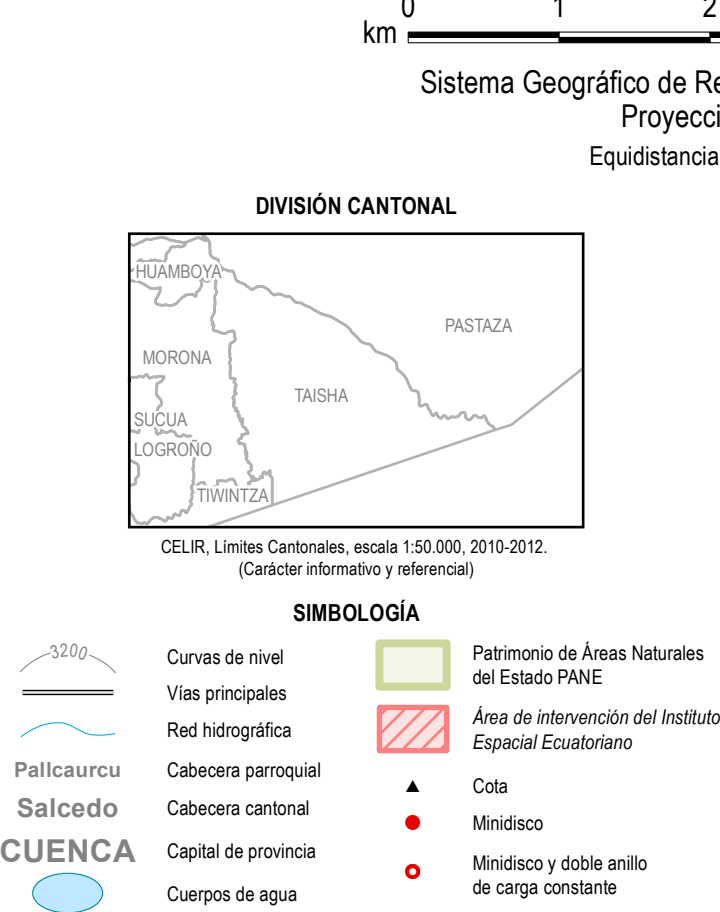 0 1 2
km
Sistema Geográfico de Re
Proyecci
Equidistancia
DIVISIÓN CANTONAL
HUAMBOYA
PASTAZA
MORONA
TAISHA
SUCUA
LOGROÑO
TIWINTZA
CELIR, Límites Cantonales, escala 1:50.000, 2010-2012.
(Carácter informativo y referencial)
SIMBOLOGÍA
3200
Curvas de nivel
Vías principales
Red hidrográfica
Pallcaurcu Cabecera parroquial
Salcedo Cabecera cantonal
CUENCA Capital de provincia
Cuerpos de agua
Patrimonio de Áreas Naturales
del Estado PANE
Área de intervención del Instituto
Espacial Ecuatoriano
Cota
Minidisco
Minidisco y doble anillo
de carga constante